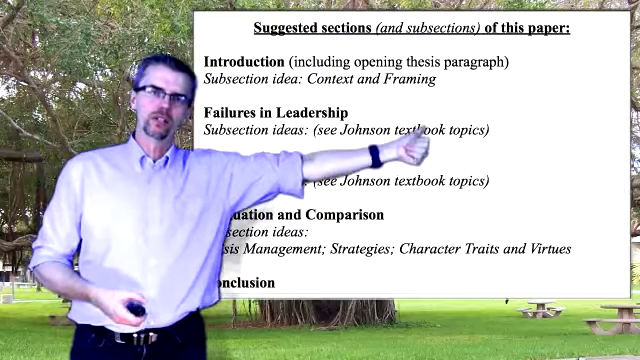 Suggested sections (and subsections) of this paper:
Introduction (including opening thesis paragraph)
Subsection idea: Context and Framing
Failures in Leadership
Subsection ideas: (see Johnson textbook topics)
(see Johnson textbook topics)
and Comparison
ideas:
Management; Strategies; Character Traits and Virtues